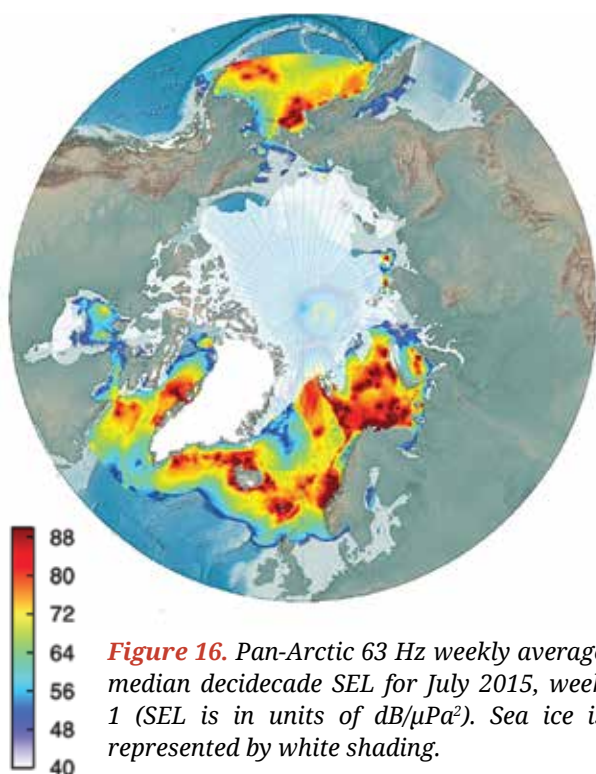 88
80
72
64
56
48
40
Figure 16. Pan-Arctic 63 Hz weekly average
median decidecade SEL for July 2015, week
1 (SEL is in units of dB/µPa²). Sea ice is
represented by white shading.